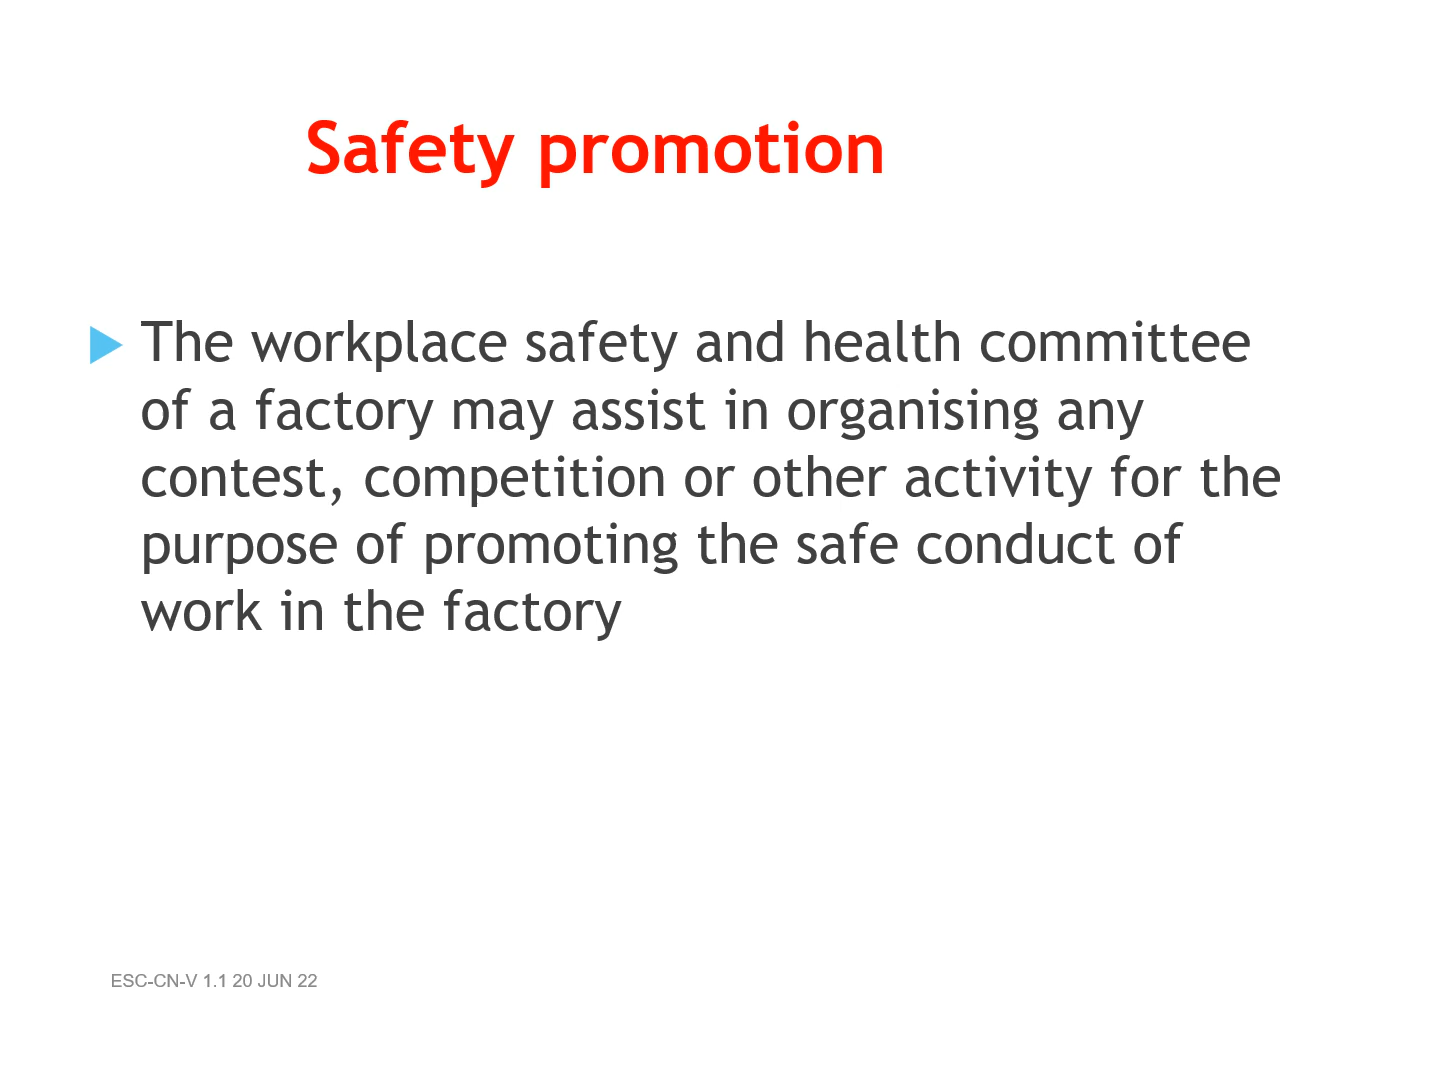 Safety promotion
The workplace safety and health committee
of a factory may assist in organising any
contest, competition or other activity for the
purpose of promoting the safe conduct of
work in the factory
ESC-CN-V 1.1 20 JUN 22